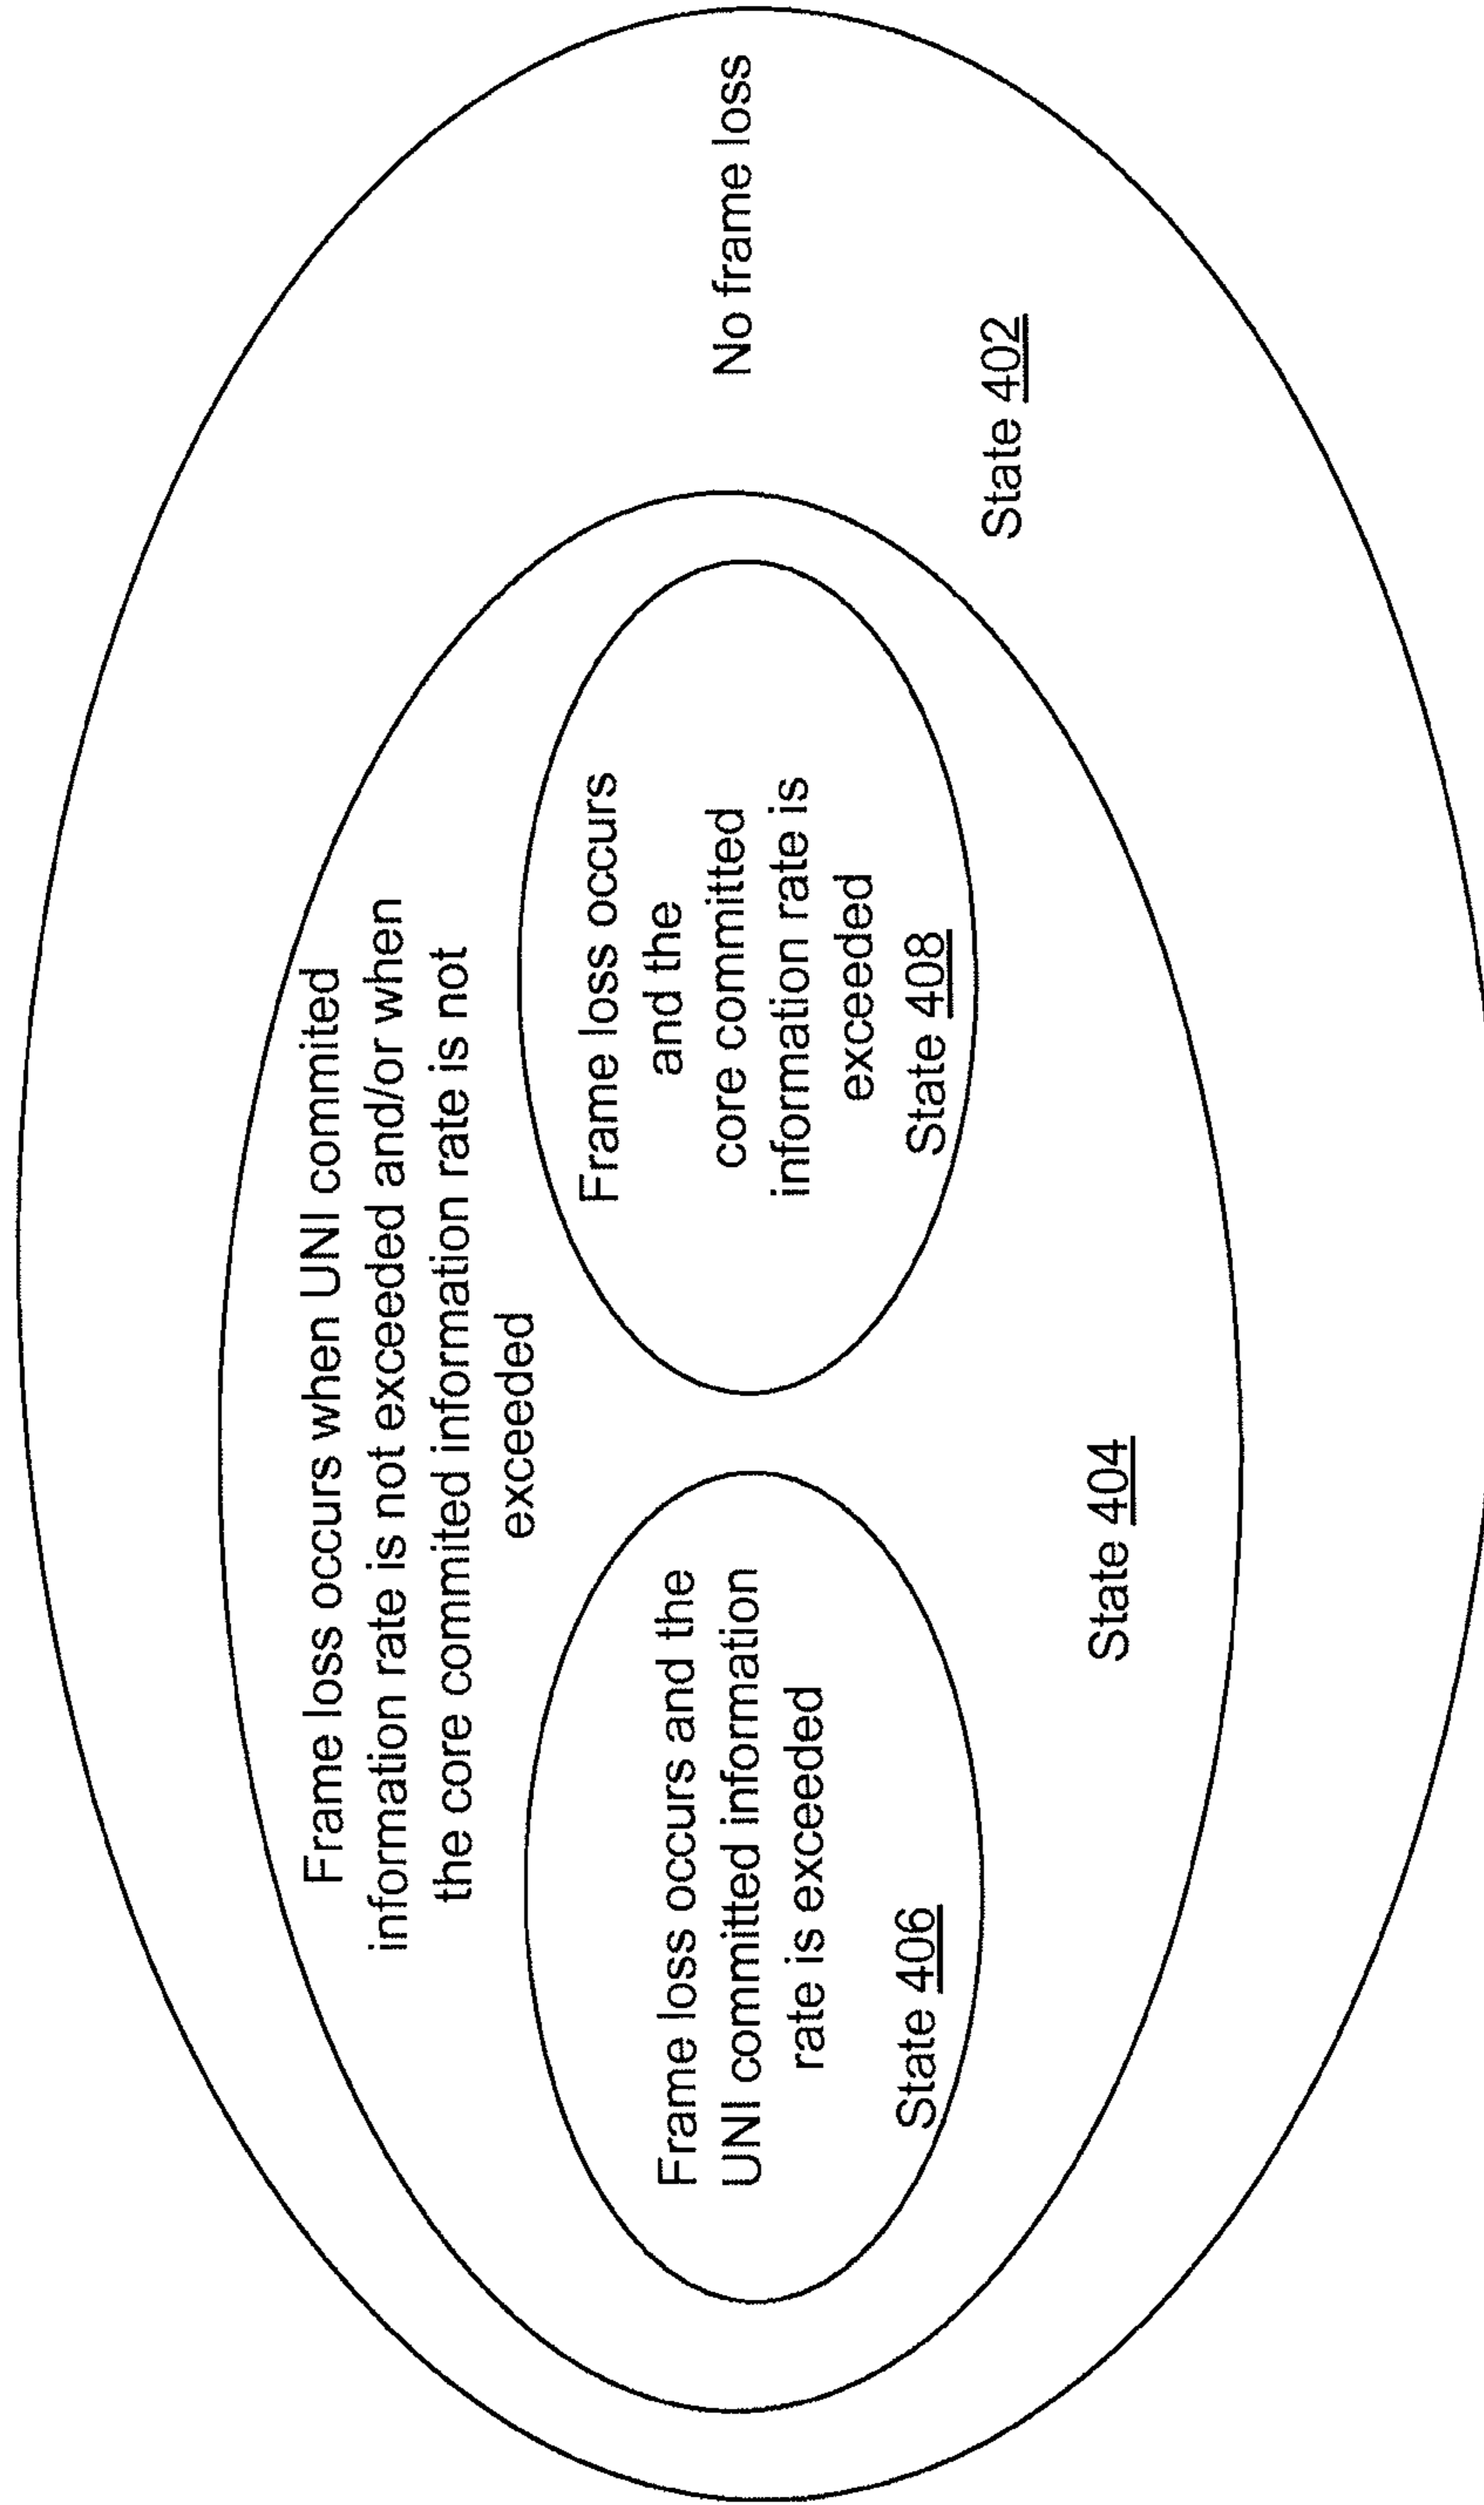 Frame loss occurs when UNI commited
information rate is not exceeded and/or when
the core commited information rate is not
exceeded
Frame loss occurs and the
UNI committed information
rate is exceeded
State 406
Frame loss occurs
and the
core committed
information rate is
exceeded
State 408
State 404
No frame loss
State 402